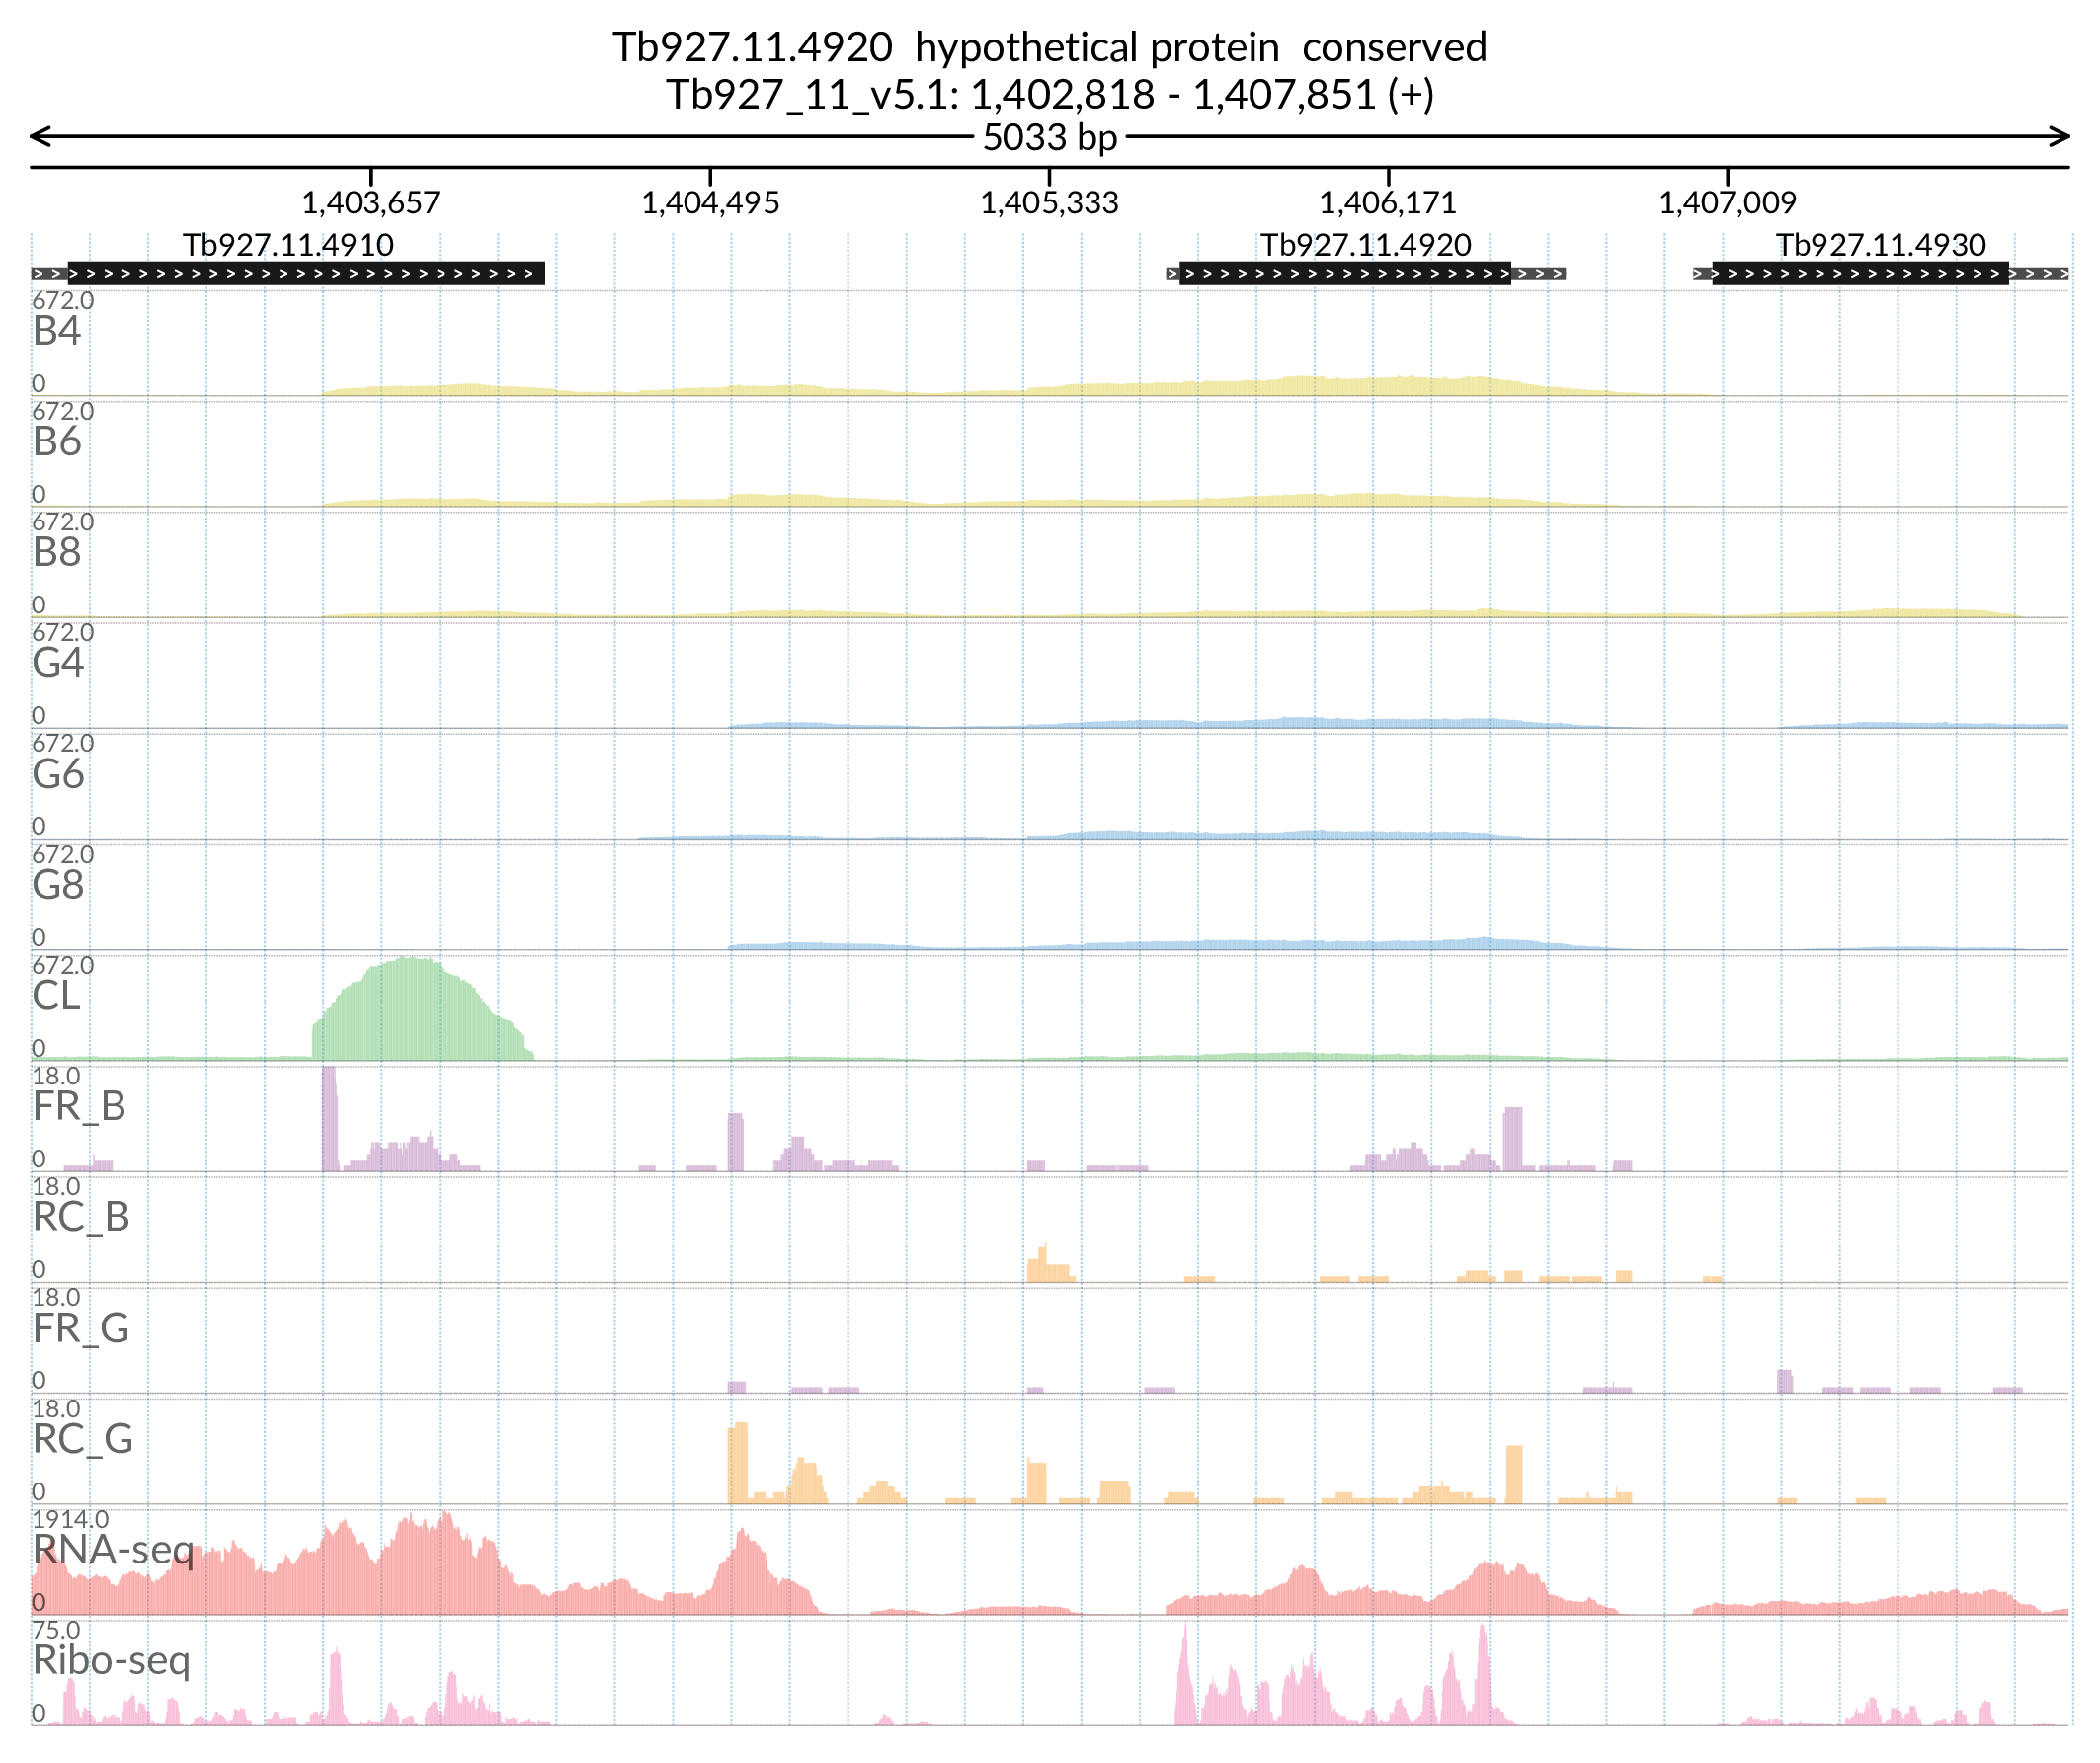 Tb927.11.4920 hypothetical protein conserved
Tb927_11_v5.1: 1,402,818 - 1,407,851 (+)
5033 bp
1,403,657 1,404,495 1,405,333 1,406,171 1,407,009
Tb927.11.4910 Tb927.11.4920 Tb927.11.4930
672.0
B4
0
672.0
B6
0
672.0
B8
0
672.0
G4
0
672.0
G6
0
672.0
G8
0
672.0
CL
0
18.0
FR_B
0
18.0
RC_B
0
18.0
FR_G
0
18.0
RC_G
0
1914.0
RNA-seq
0
75.0
Ribo-seq
0